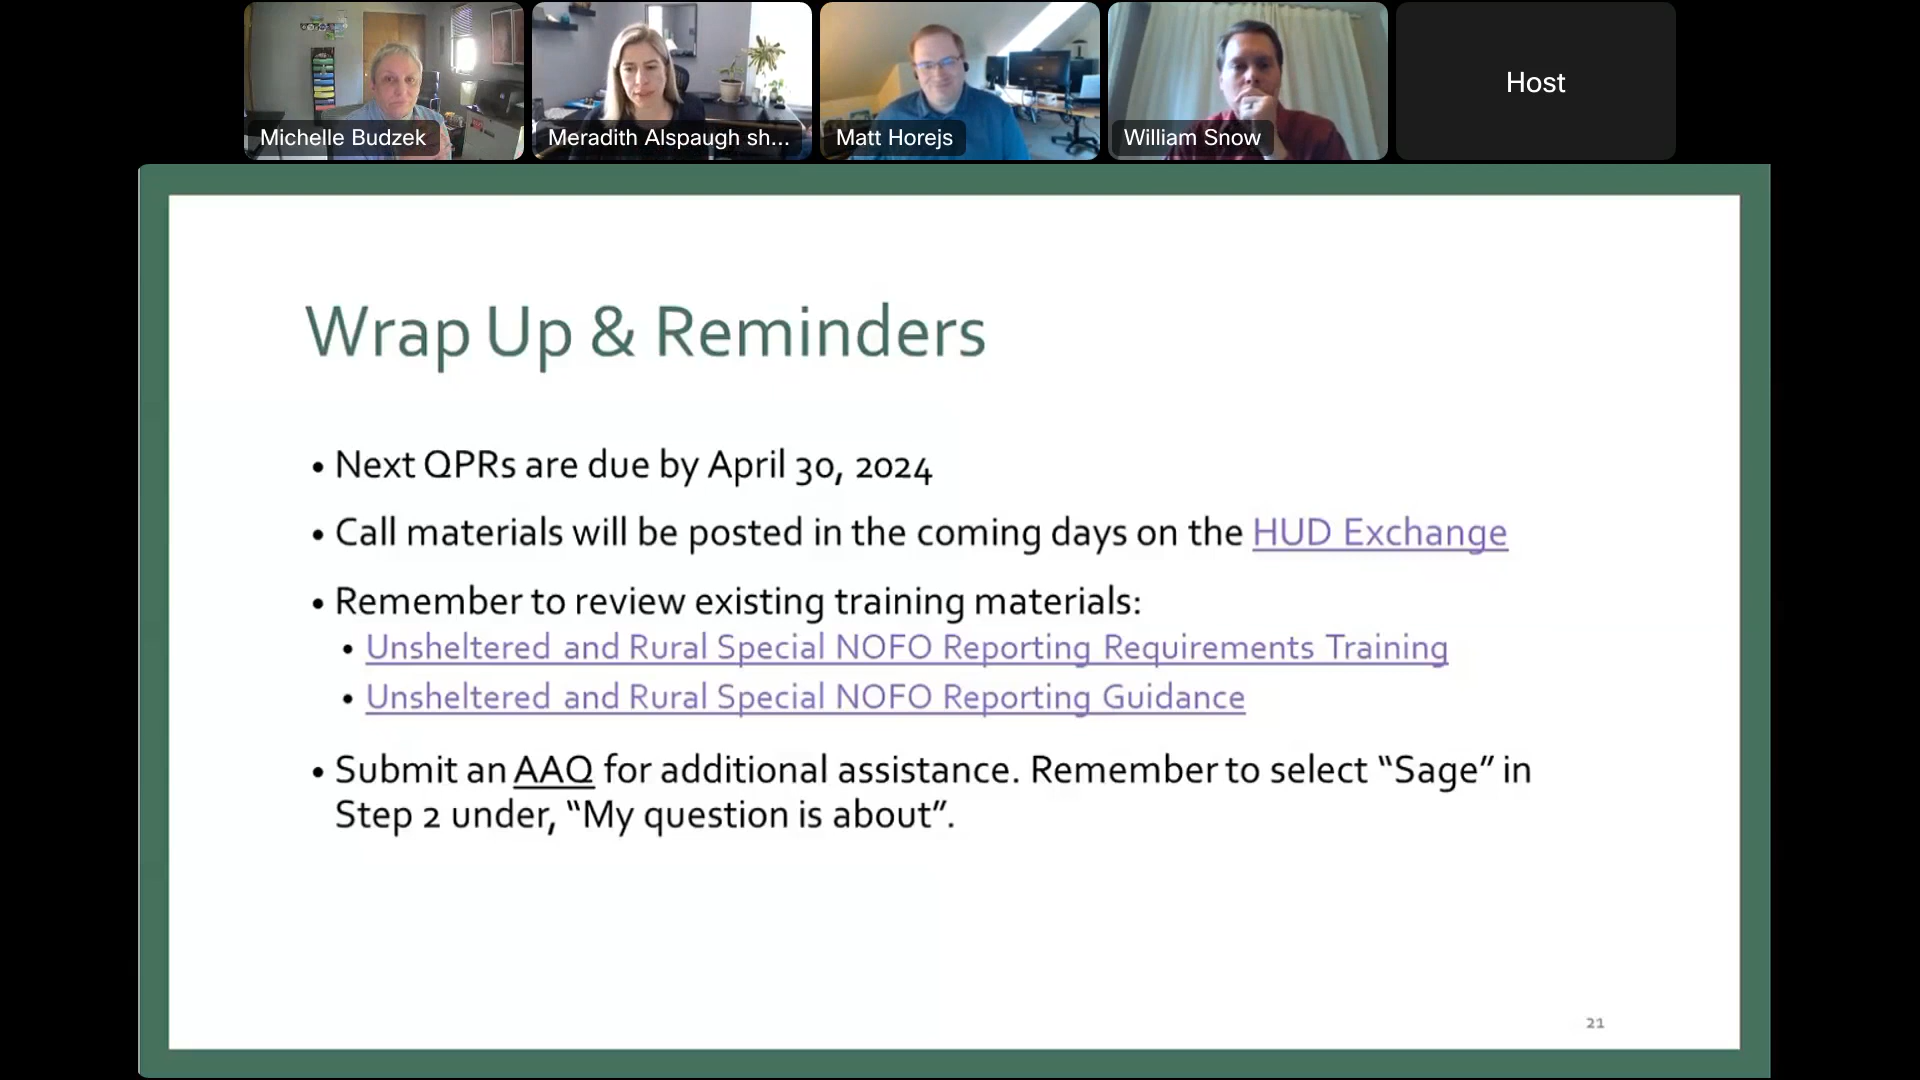 Michelle Budzek
Meradith Alspaugh sh...
Matt Horejs
William Snow
Host
Wrap Up & Reminders
• Next QPRs are due by April 30, 2024
• Call materials will be posted in the coming days on the HUD Exchange
• Remember to review existing training materials:
• Unsheltered and Rural Special NOFO Reporting Requirements Training
• Unsheltered and Rural Special NOFO Reporting Guidance
• Submit an AAQ for additional assistance. Remember to select “Sage” in
Step 2 under, “My question is about”.
21